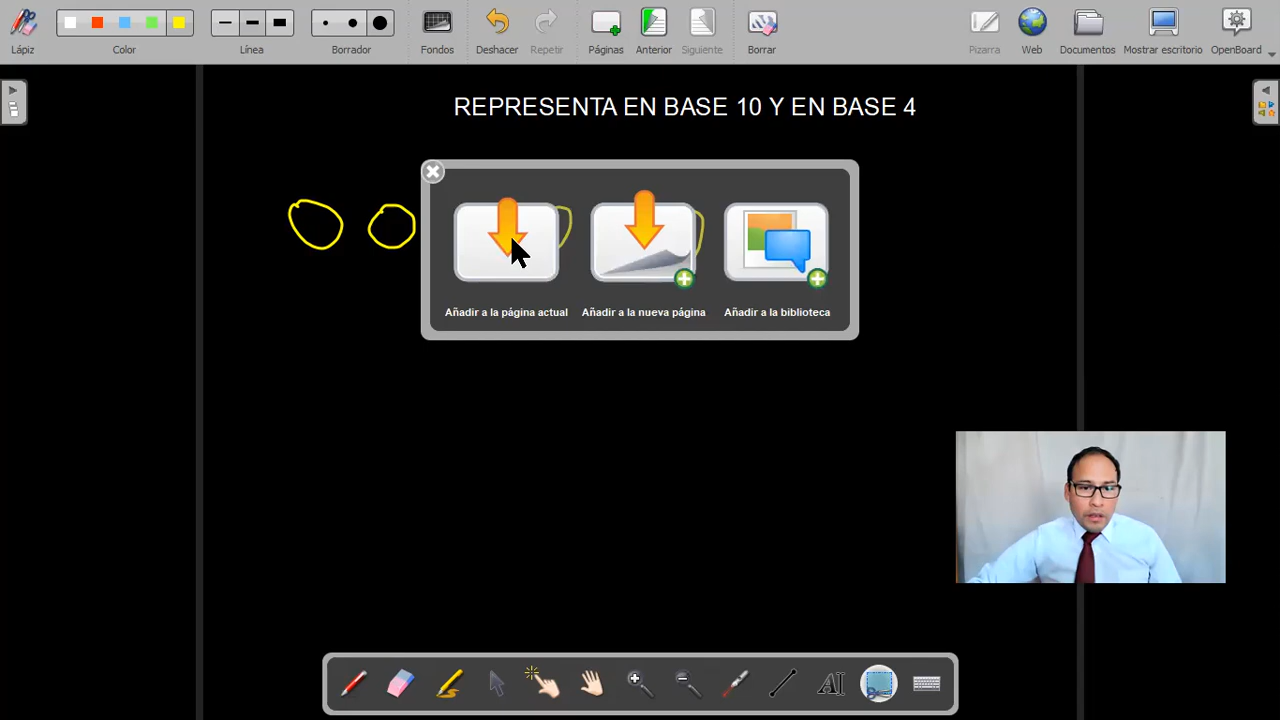 Lápiz
Color
Línea
Borrador
Fondos
Deshacer
Repetir
Páginas
Anterior
Siguiente
Borrar
Pizarra
Web
Documentos
Mostrar escritorio
OpenBoard
REPRESENTA EN BASE 10 Y EN BASE 4
Añadir a la página actual
Añadir a la nueva página
Añadir a la biblioteca
AI